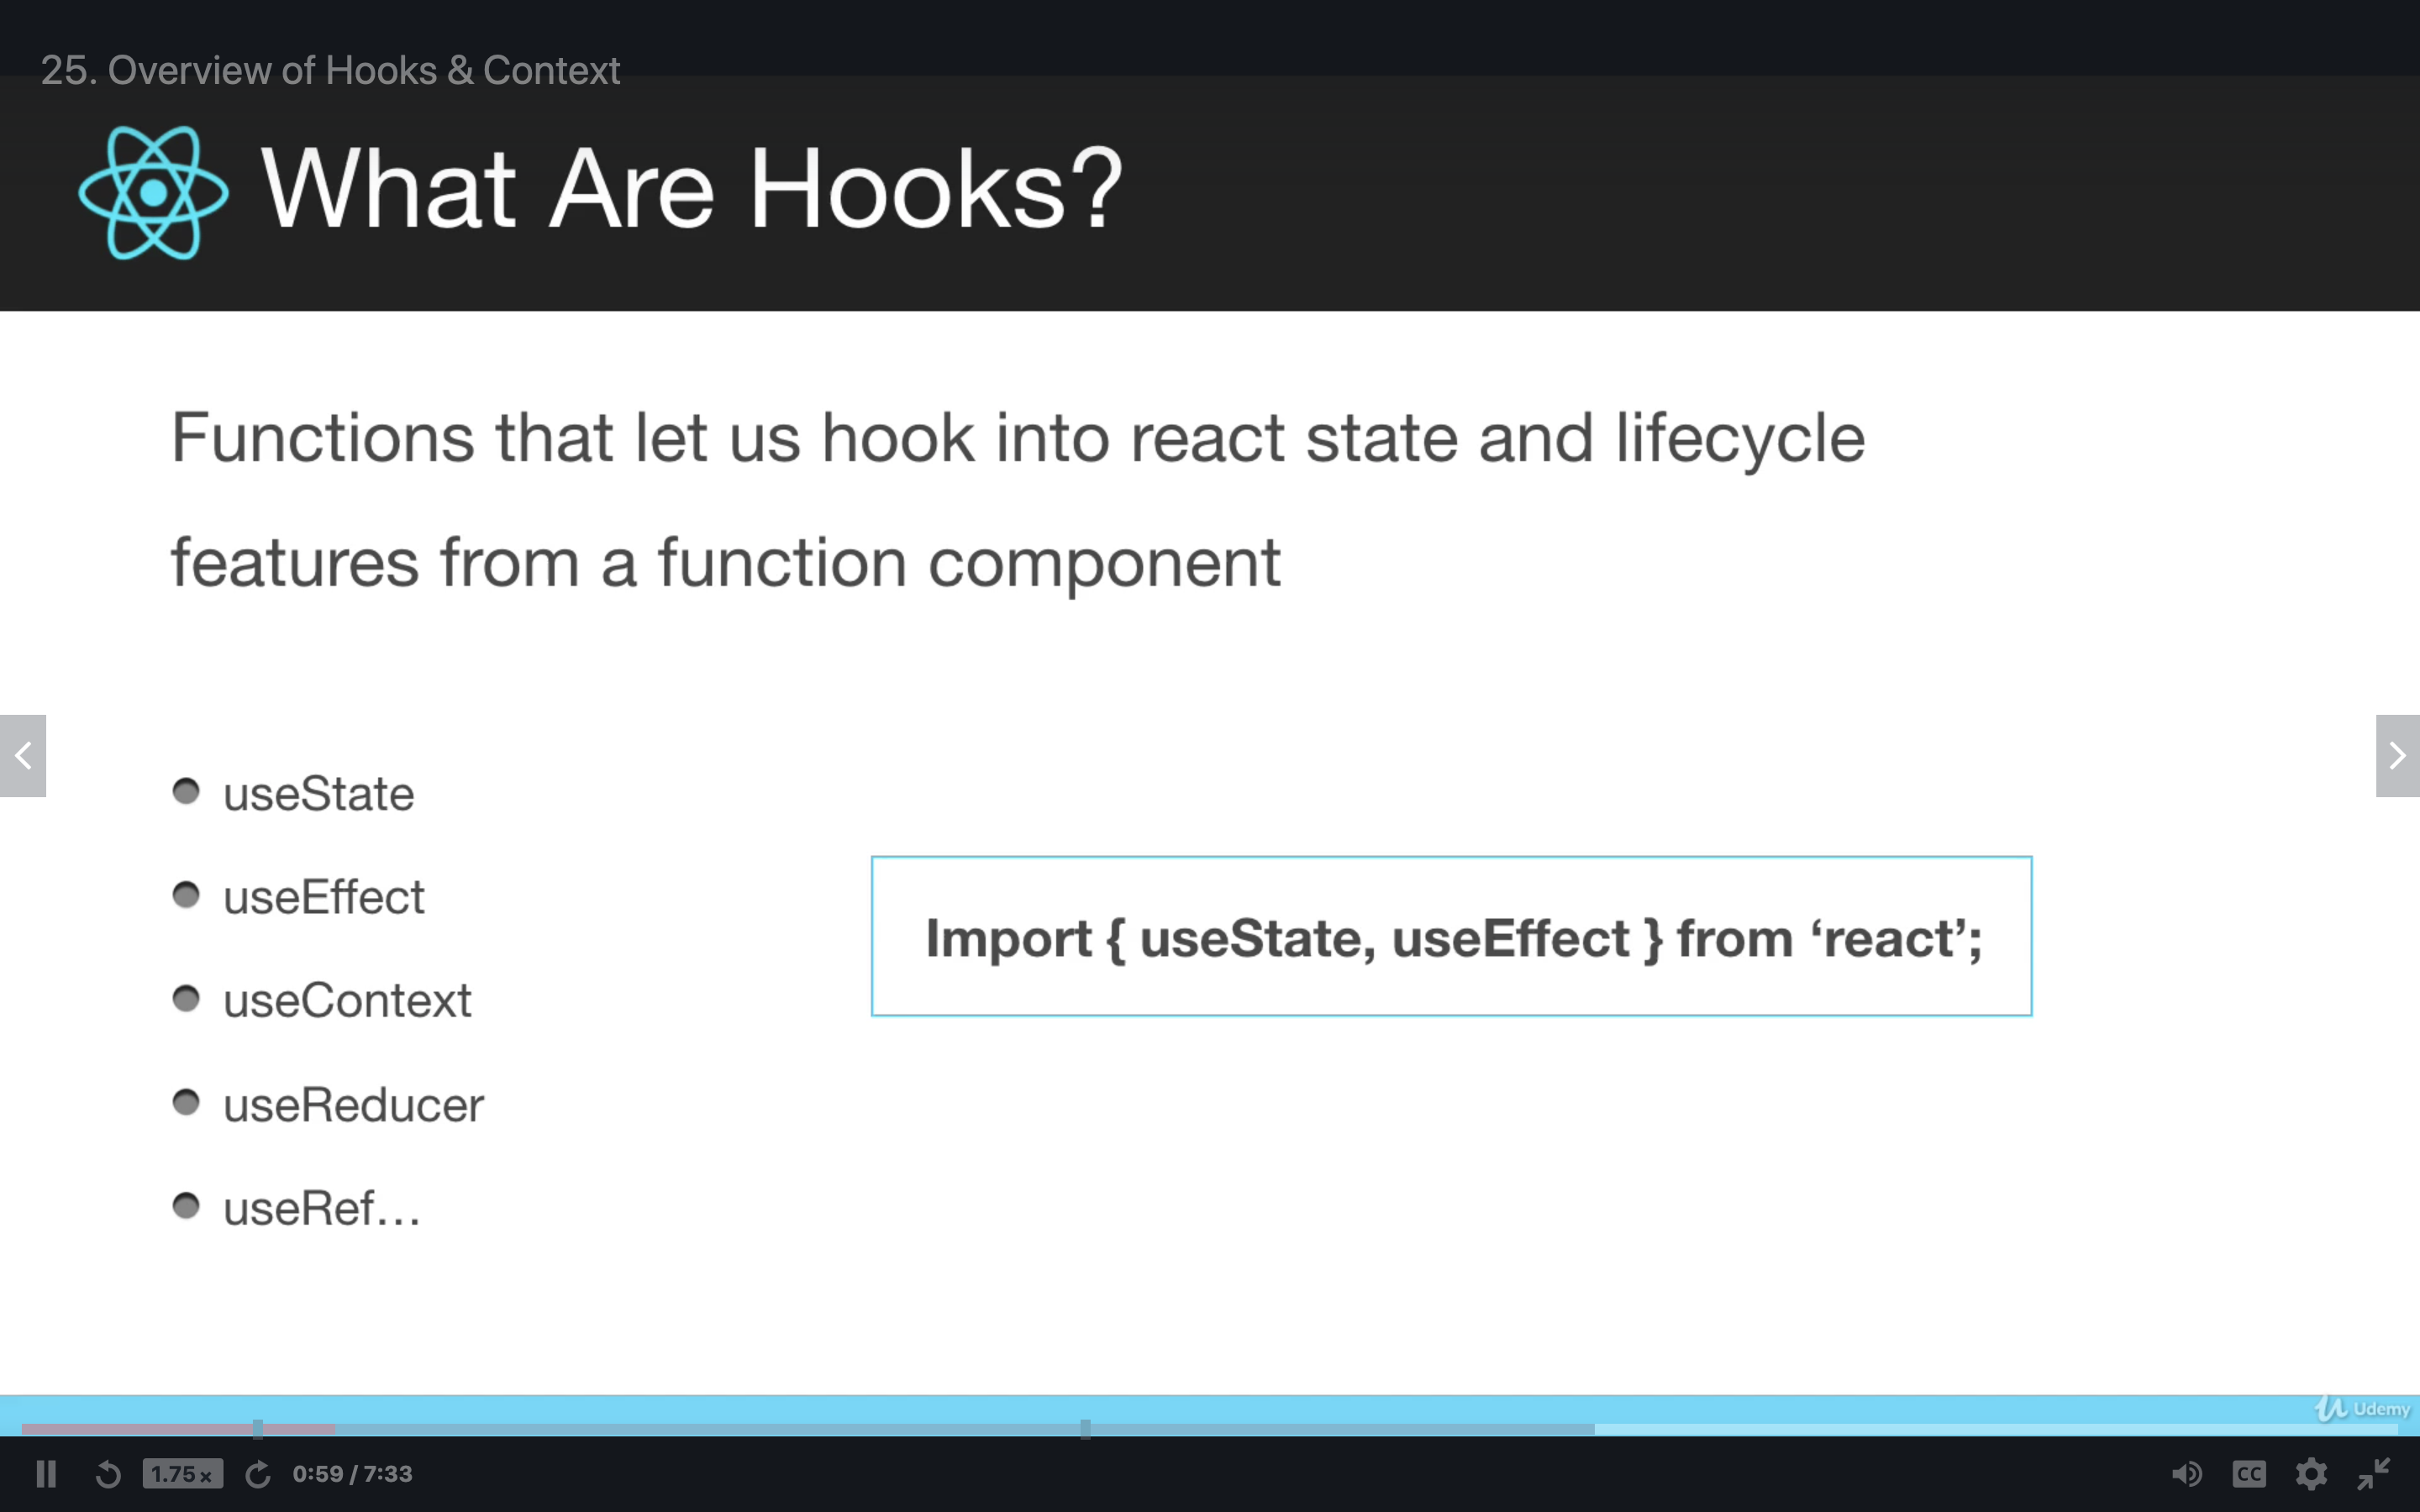 25. Overview of Hooks & Context
What Are Hooks?
Functions that let us hook into react state and lifecycle
features from a function component
useState
useEffect
useContext
useReducer
useRef...
Import { useState, useEffect } from ‘react’;
Udemy
1.75x
0:59 / 7:33
CC